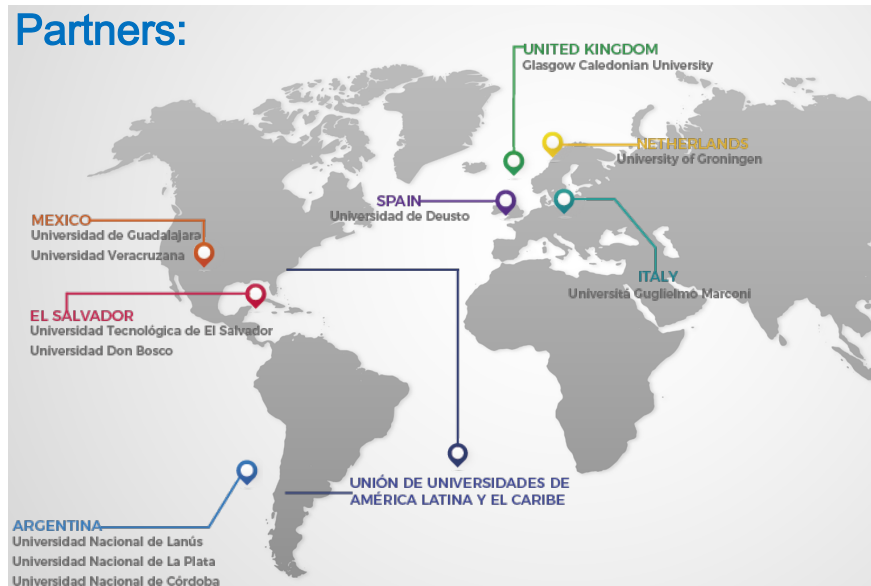 Partners:
UNITED KINGDOM
Glasgow Caledonian University
NETHERLANDS
University of Groningen
SPAIN
Universidad de Deusto
MEXICO
Universidad de Guadalajara
Universidad Veracruzana
ITALY
Università Guglielmo Marconi
EL SALVADOR
Universidad Tecnológica de El Salvador
Universidad Don Bosco
UNIÓN DE UNIVERSIDADES DE
AMÉRICA LATINA Y EL CARIBE
ARGENTINA
Universidad Nacional de Lanús
Universidad Nacional de La Plata
Universidad Nacional de Córdoba